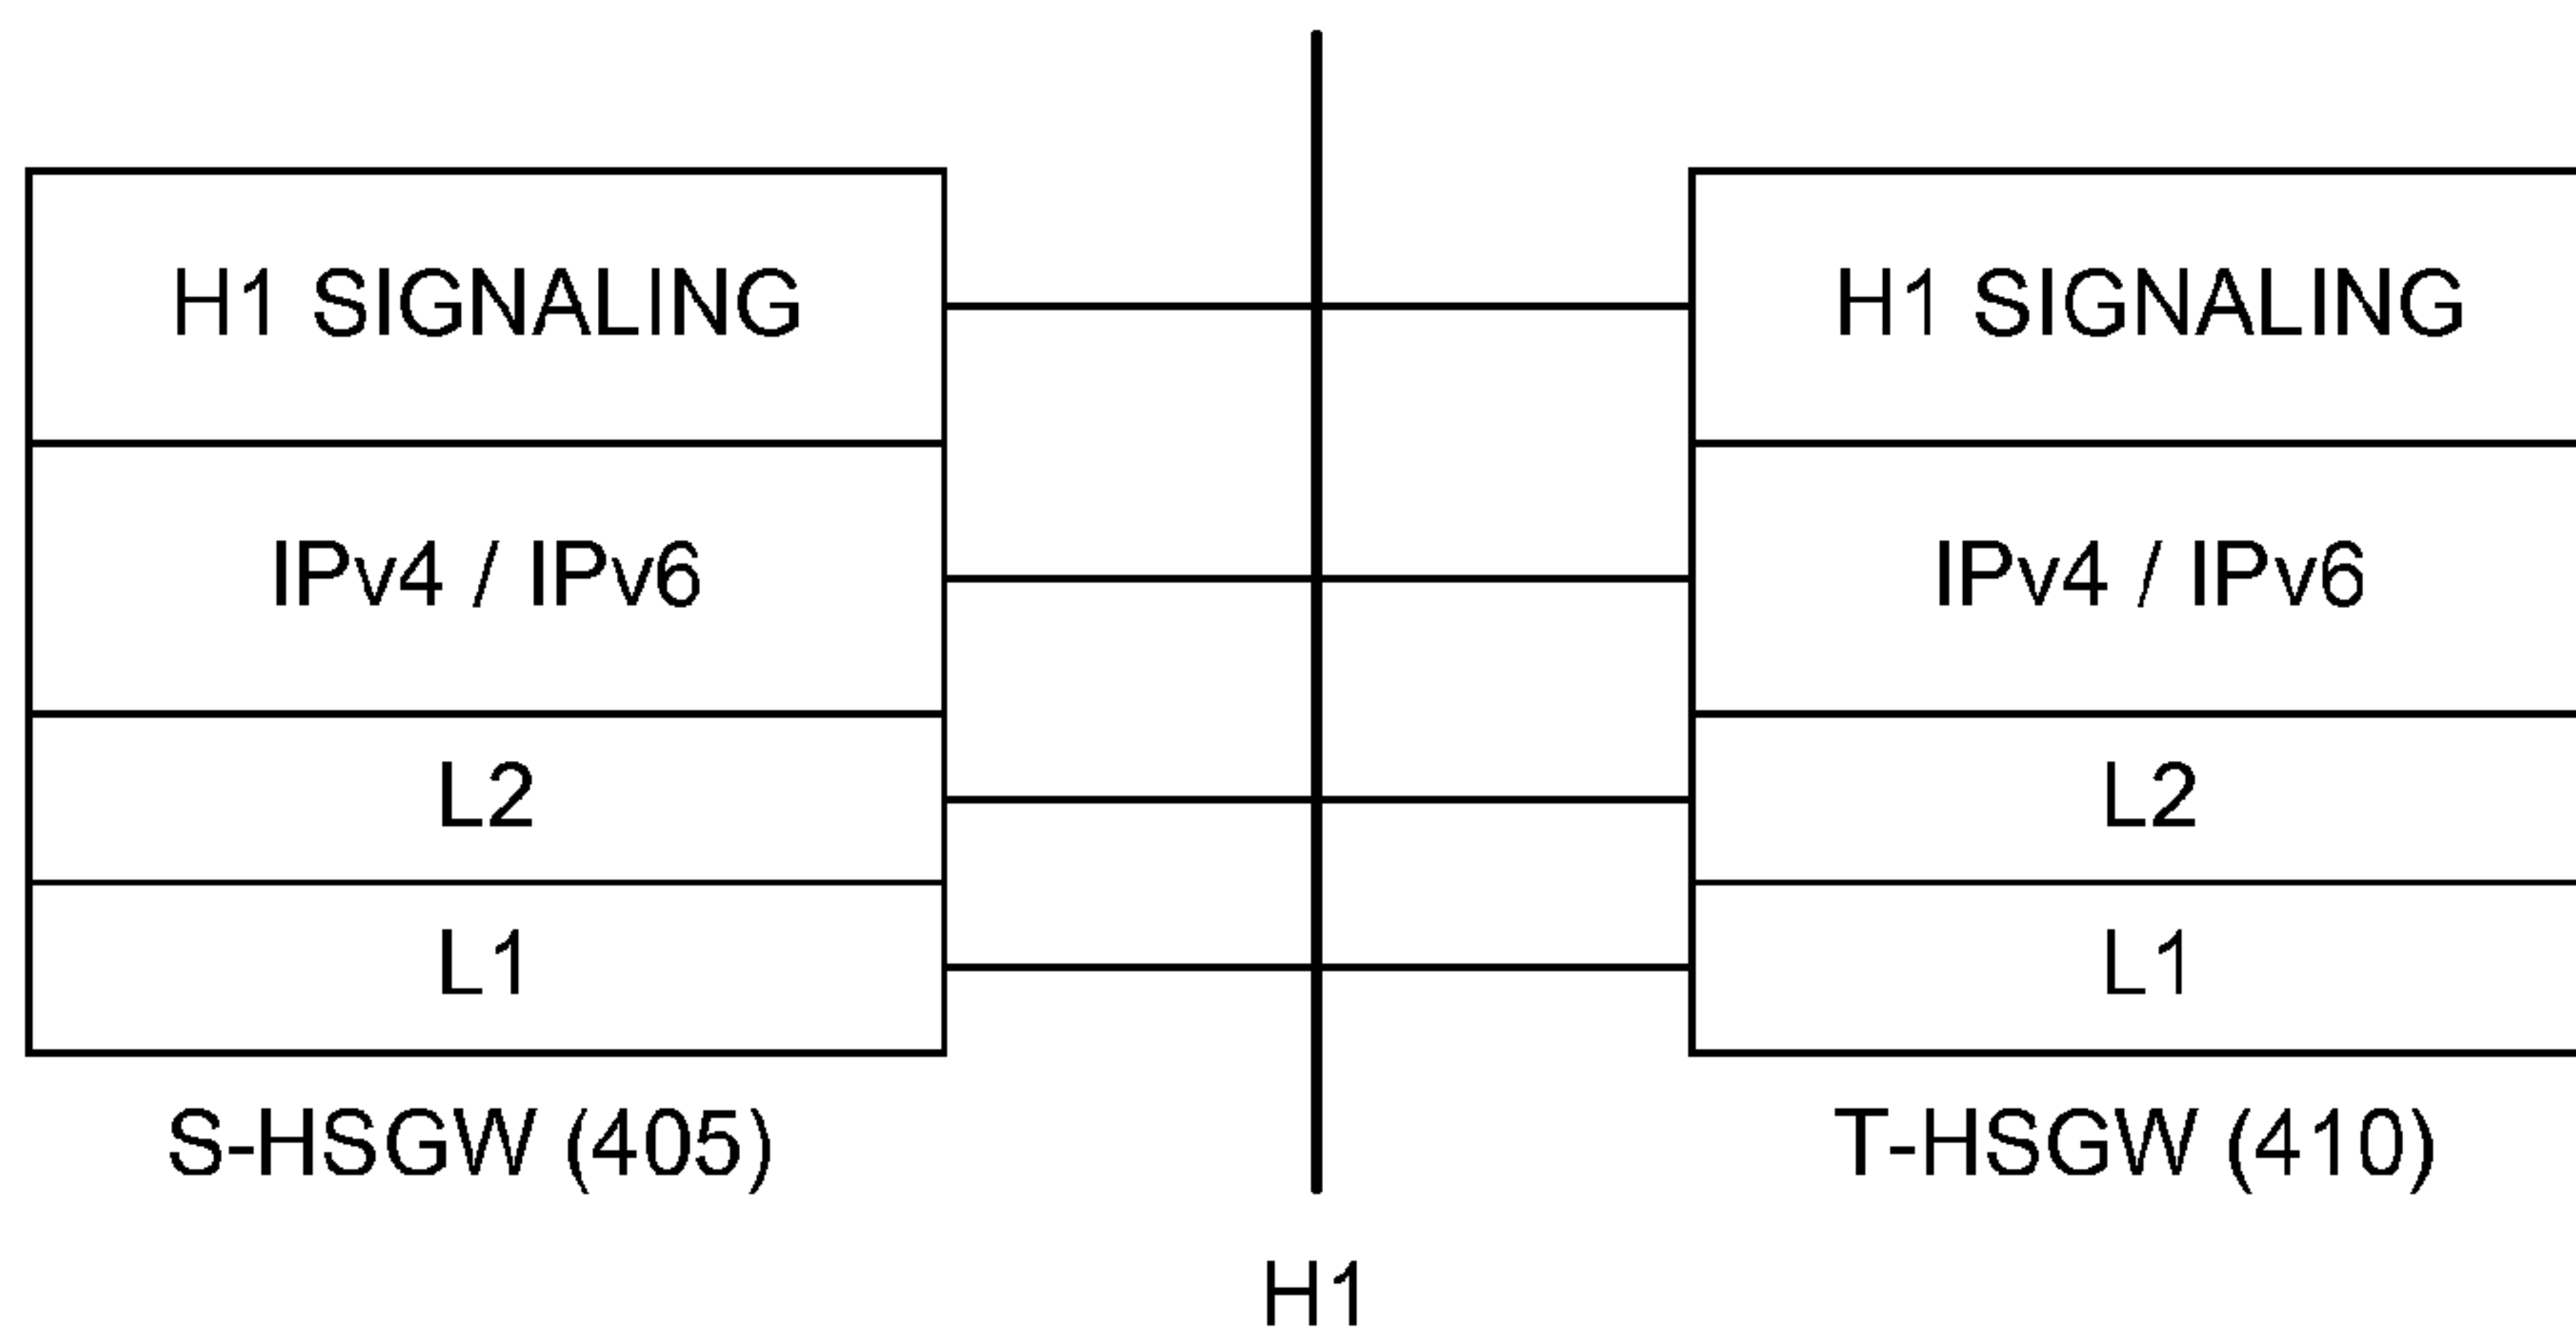 H1 SIGNALING
IPv4 / IPv6
L2
L1
S-HSGW (405)
H1 SIGNALING
IPv4 / IPv6
L2
L1
T-HSGW (410)
H1